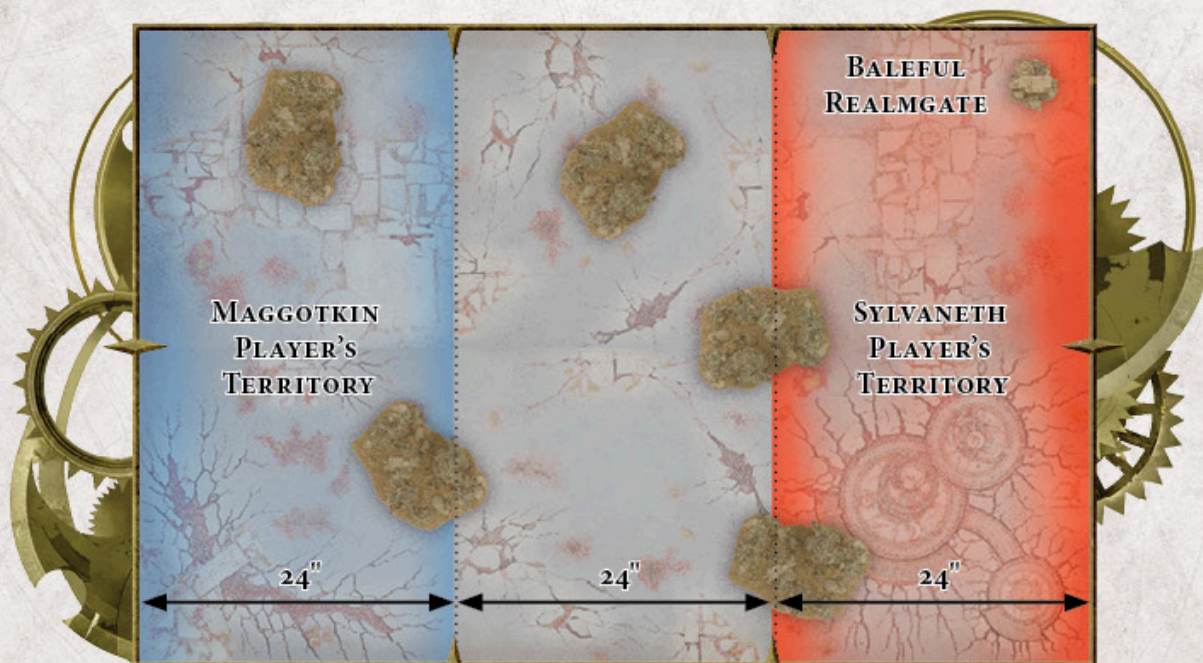 Baleful
Realmgate
Maggotkin
Player's
Territory
Sylvaneth
Player's
Territory
24"
24"
24"